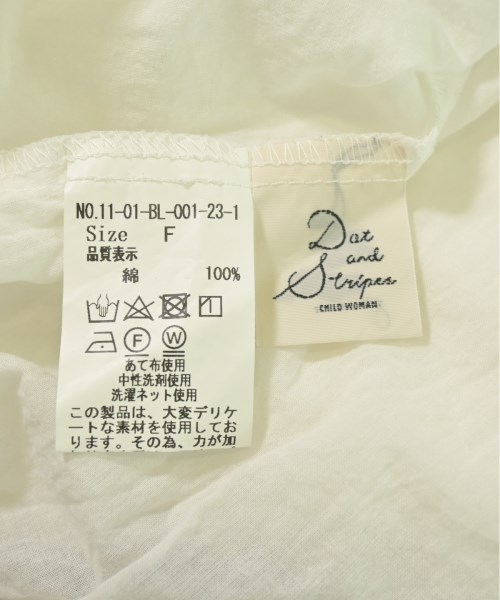 NO.11-01-BL-001-23-1
Size F
品質表示
綿 100%
F W
あて布使用
中性洗剤使用
洗濯ネット使用
この製品は、大変デリケ
ートな素材を使用してお
ります。その為、力が加
Dot
and
Stripes
CHILD WOMAN